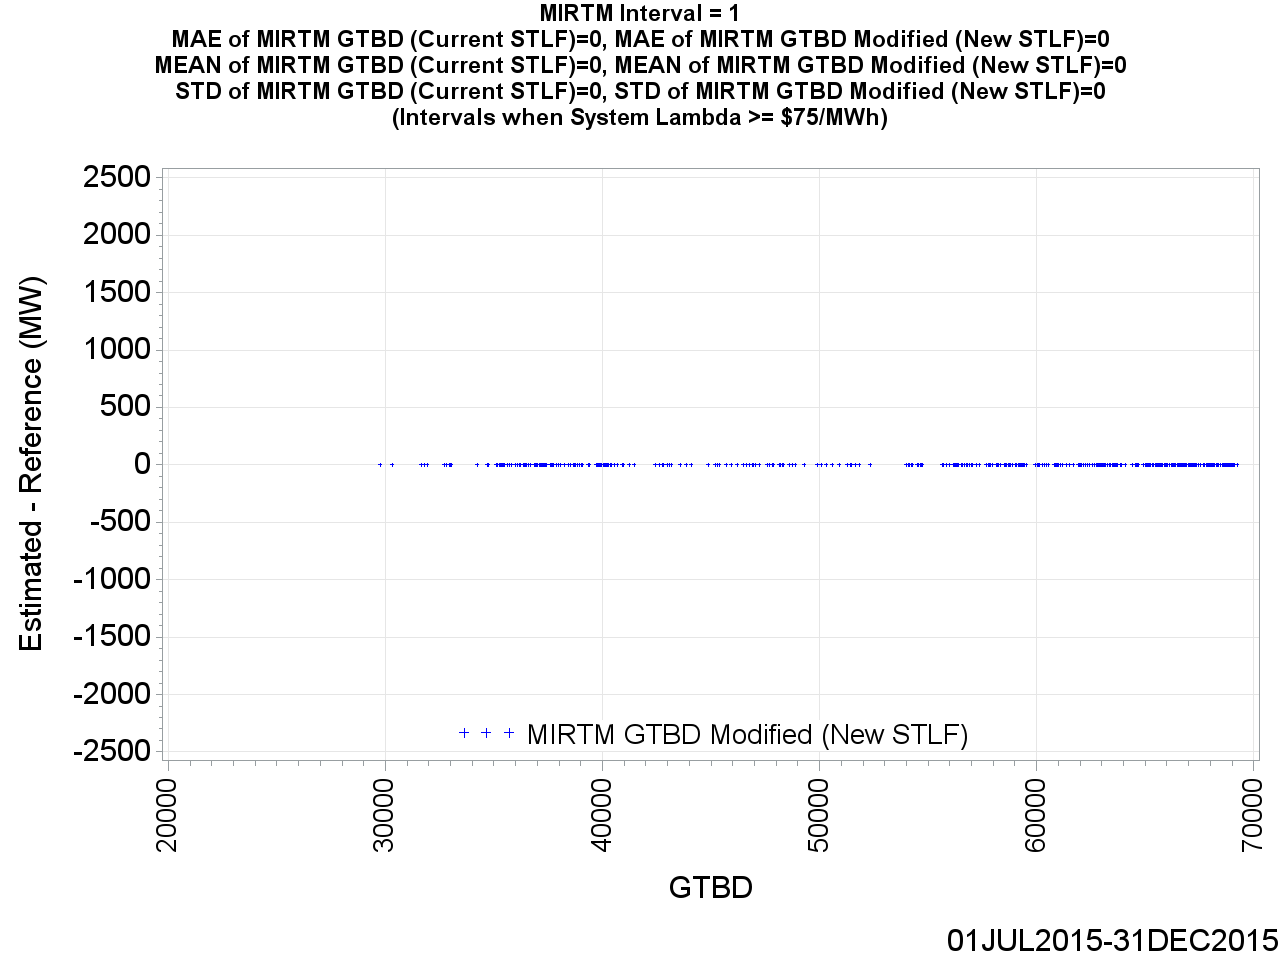 MIRTM Interval = 1
MAE of MIRTM GTBD (Current STLF)=0, MAE of MIRTM GTBD Modified (New STLF)=0
MEAN of MIRTM GTBD (Current STLF)=0, MEAN of MIRTM GTBD Modified (New STLF)=0
STD of MIRTM GTBD (Current STLF)=0, STD of MIRTM GTBD Modified (New STLF)=0
(Intervals when System Lambda >= $75/MWh)
Estimated - Reference (MW)
2500
2000
1500
1000
500
0
-500
-1000
-1500
-2000
-2500
MIRTM GTBD Modified (New STLF)
20000
30000
40000
50000
60000
70000
GTBD
01JUL2015-31DEC2015